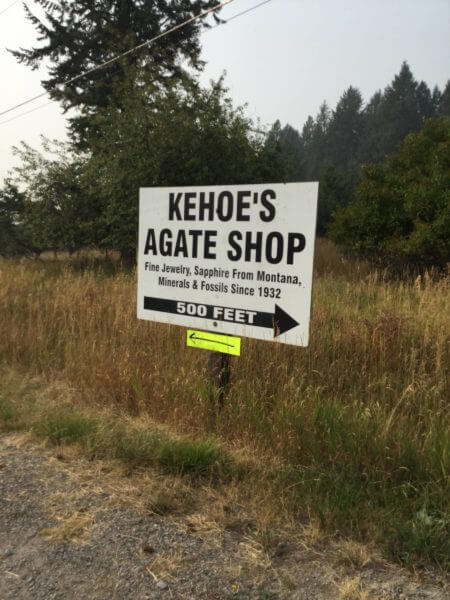 KEHOE'S
AGATE SHOP
Fine Jewelry, Sapphire From Montana,
Minerals & Fossils Since 1932
500 FEET